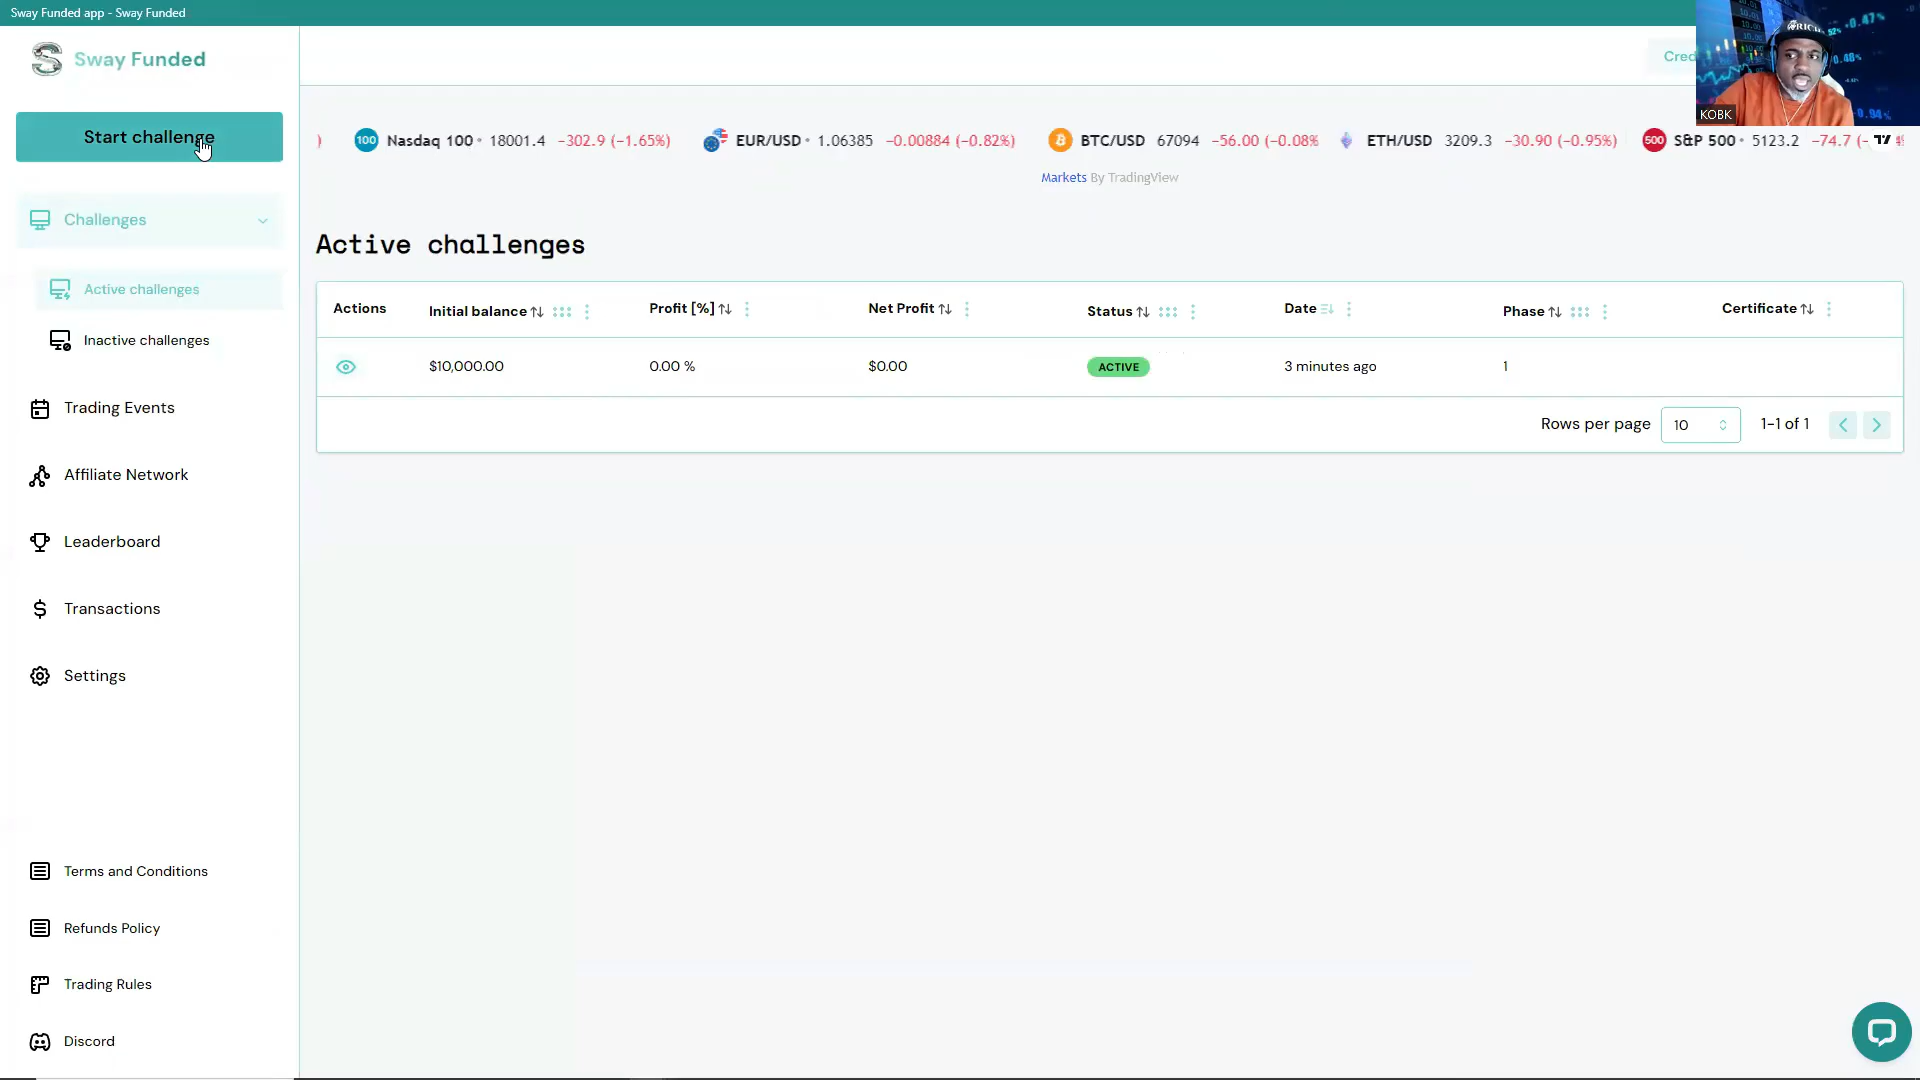 Sway Funded app - Sway Funded
Sway Funded
Start challenge
Challenges
Active challenges
Inactive challenges
Trading Events
Affiliate Network
Leaderboard
Transactions
Settings
Terms and Conditions
Refunds Policy
Trading Rules
Discord
Cred
KOBK
)
100 Nasdaq 100 • 18001.4 −302.9 (−1.65%) EUR/USD • 1.06385 −0.00884 (−0.82%) BTC/USD 67094 −56.00 (−0.08% ETH/USD 3209.3 −30.90 (−0.95%) 500 S&P 500 • 5123.2 −74.7 (−
Markets By TradingView
Active challenges
Actions Initial balance Profit [%] Net Profit Status Date Phase Certificate
$10,000.00 0.00 % $0.00 ACTIVE 3 minutes ago 1
Rows per page 10 1-1 of 1